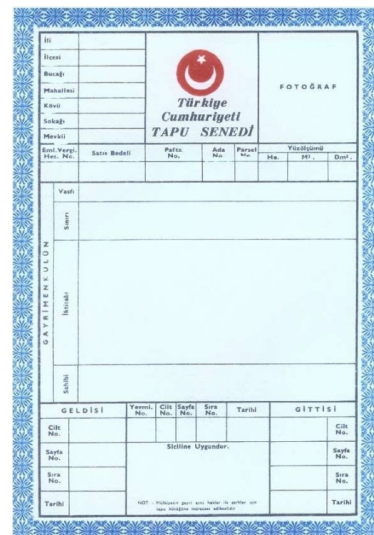 İli
İlçesi
Bucağı
Mahallesi
Köyü
Sokağı
Mevkii
Türkiye
Cumhuriyeti
TAPU SENEDİ
FOTOĞRAF
Eml. Vergi. Hes. No.
Satış Bedeli
Pafta No.
Ada No.
Parsel No.
Yüzölçümü
Ha.
M².
Dm².
GAYRİMENKULÜN
Vasfı
Sınırı
İktisabı
Sahibi
GELDİSİ
Yevmi. No.
Cilt No.
Sayfa No.
Sıra No.
Tarihi
GİTTİSİ
Cilt No.
Sayfa No.
Sıra No.
Tarihi
Siciline Uygundur.
Cilt No.
Sayfa No.
Sıra No.
Tarihi
NOT